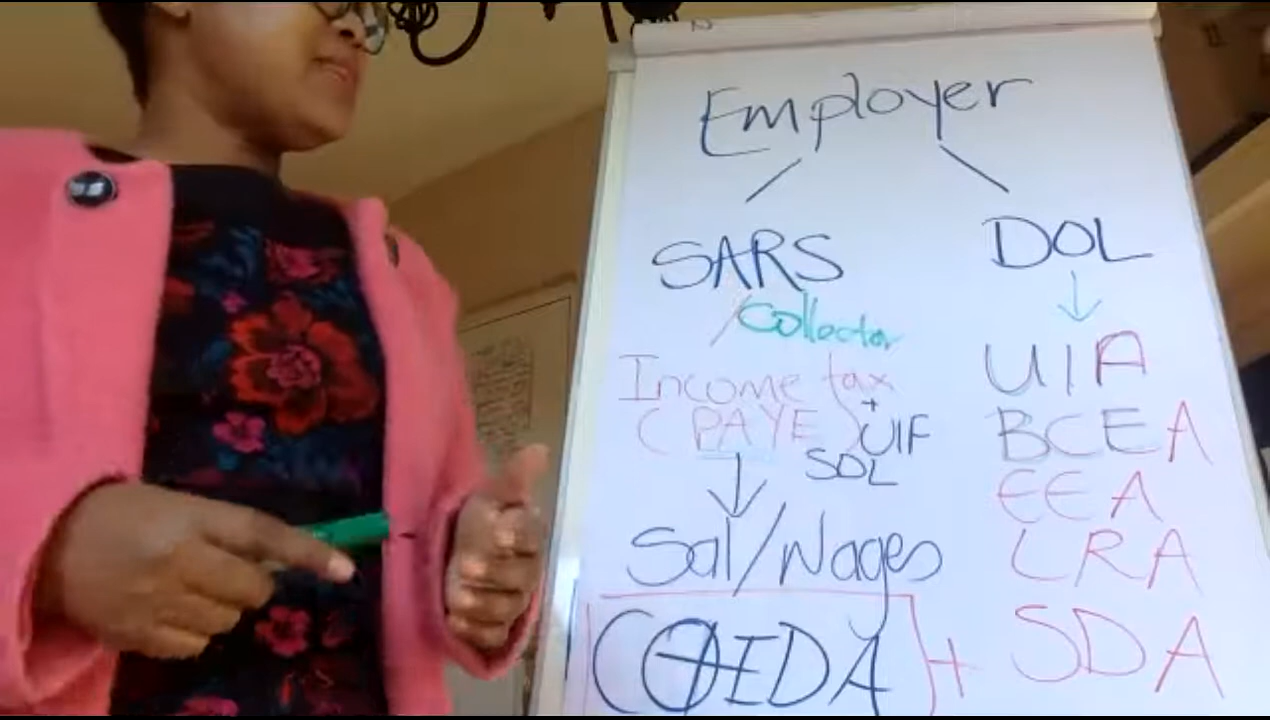 Employer
SARS
Collector
Income tax
(PAYE) + UIF
SDL
Sal/Wages
COIDA +
DOL
UIA
BCEA
EEA
LRA
SDA